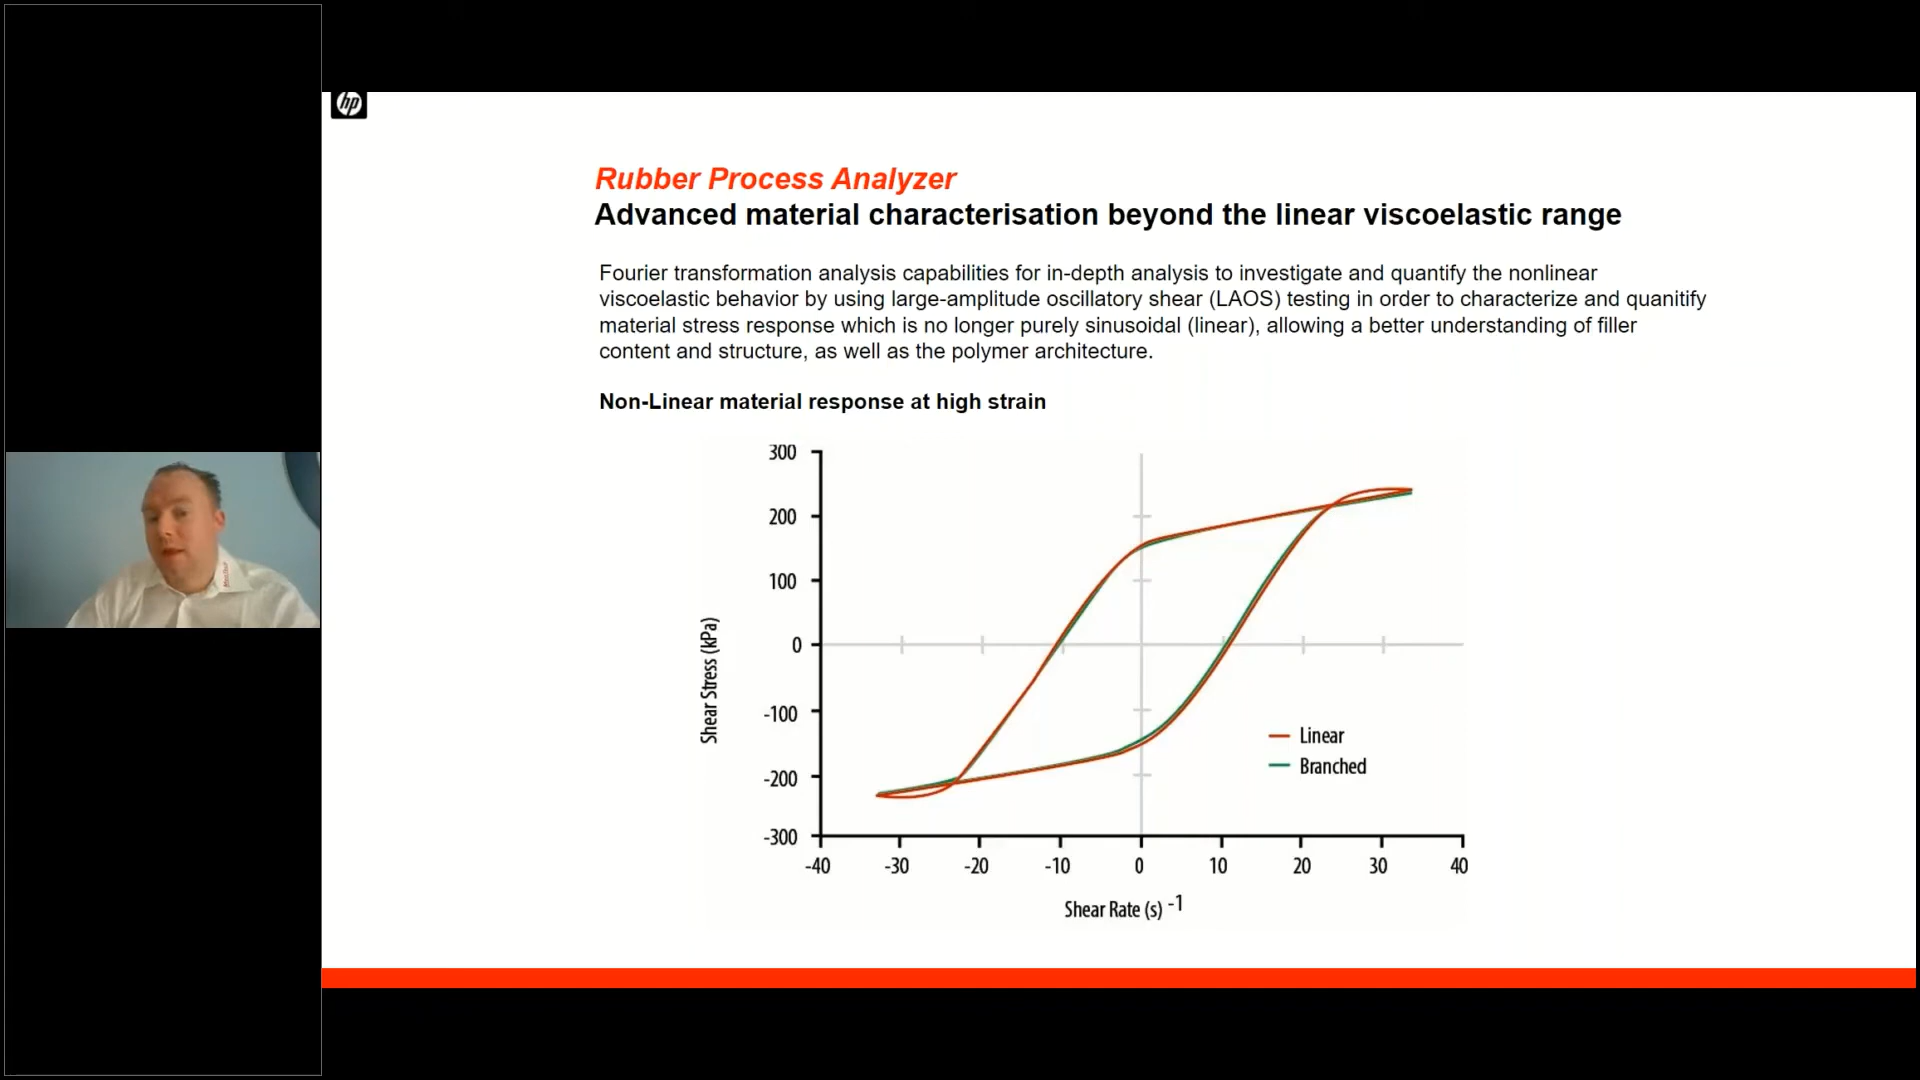 hp
Rubber Process Analyzer
Advanced material characterisation beyond the linear viscoelastic range
Fourier transformation analysis capabilities for in-depth analysis to investigate and quantify the nonlinear
viscoelastic behavior by using large-amplitude oscillatory shear (LAOS) testing in order to characterize and quanitify
material stress response which is no longer purely sinusoidal (linear), allowing a better understanding of filler
content and structure, as well as the polymer architecture.
Non-Linear material response at high strain
300
200
100
0
-100
-200
-300
Shear Stress (kPa)
Linear
Branched
-40 -30 -20 -10 0 10 20 30 40
Shear Rate (s) -1